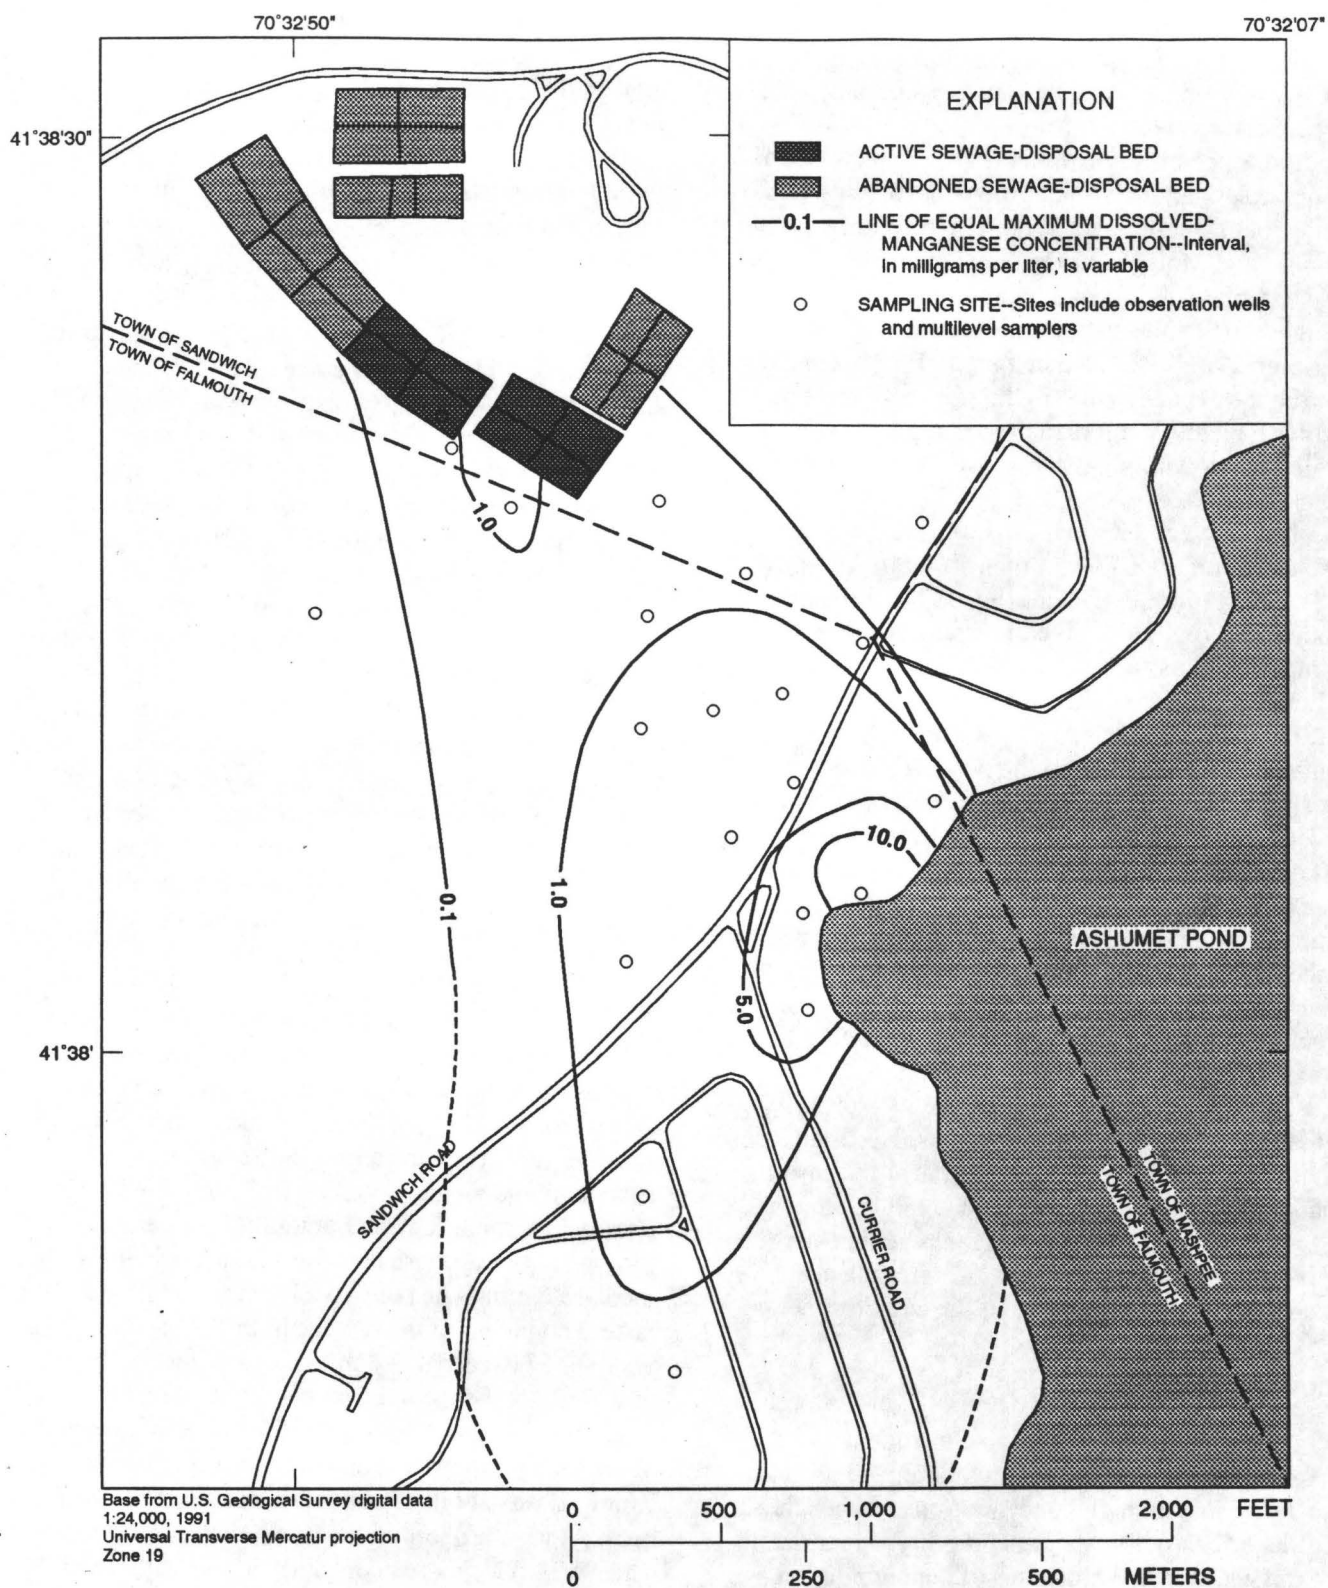 70°32'50" 70°32'07"
41°38'30"
EXPLANATION
ACTIVE SEWAGE-DISPOSAL BED
ABANDONED SEWAGE-DISPOSAL BED
0.1 LINE OF EQUAL MAXIMUM DISSOLVED-
MANGANESE CONCENTRATION--Interval,
in milligrams per liter, is variable
SAMPLING SITE--Sites include observation wells
and multilevel samplers
TOWN OF SANDWICH
TOWN OF FALMOUTH
1.0
10.0
0.1
1.0
ASHUMET POND
5.0
41°38'
SANDWICH ROAD
CURRIER ROAD
TOWN OF MASHPEE
TOWN OF FALMOUTH
Base from U.S. Geological Survey digital data
1:24,000, 1991
Universal Transverse Mercatur projection
Zone 19
0 500 1,000 2,000 FEET
0 250 500 METERS